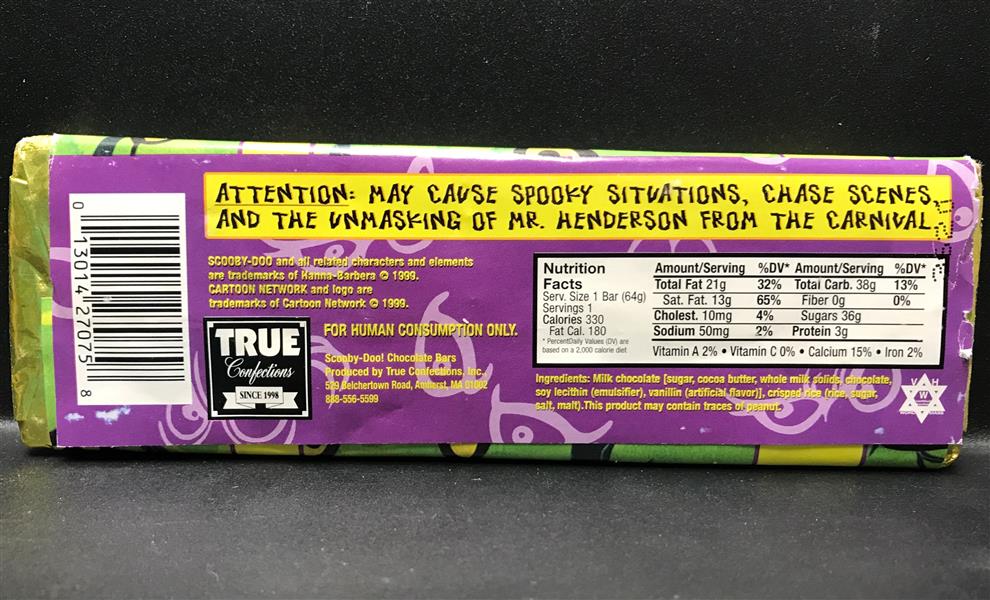 ATTENTION: MAY CAUSE SPOOKY SITUATIONS, CHASE SCENES,
AND THE UNMASKING OF MR. HENDERSON FROM THE CARNIVAL
0 13014 27075 8
SCOOBY-DOO and all related characters and elements
are trademarks of Hanna-Barbera © 1999.
CARTOON NETWORK and logo are
trademarks of Cartoon Network © 1999.
TRUE
Confections
SINCE 1998
FOR HUMAN CONSUMPTION ONLY.
Scooby-Doo! Chocolate Bars
Produced by True Confections, Inc.
529 Belchertown Road, Amherst, MA 01002
888-556-5599
Nutrition
Facts
Serv. Size 1 Bar (64g)
Servings 1
Calories 330
Fat Cal. 180
* PercentDaily Values (DV) are
based on a 2,000 calorie diet
Amount/Serving %DV* Amount/Serving %DV*
Total Fat 21g 32% Total Carb. 38g 13%
Sat. Fat. 13g 65% Fiber 0g 0%
Cholest. 10mg 4% Sugars 36g
Sodium 50mg 2% Protein 3g
Vitamin A 2% • Vitamin C 0% • Calcium 15% • Iron 2%
Ingredients: Milk chocolate [sugar, cocoa butter, whole milk solids, chocolate,
soy lecithin (emulsifier), vanillin (artificial flavor)], crisped rice (rice, sugar,
salt, malt).This product may contain traces of peanut.
V A H
W